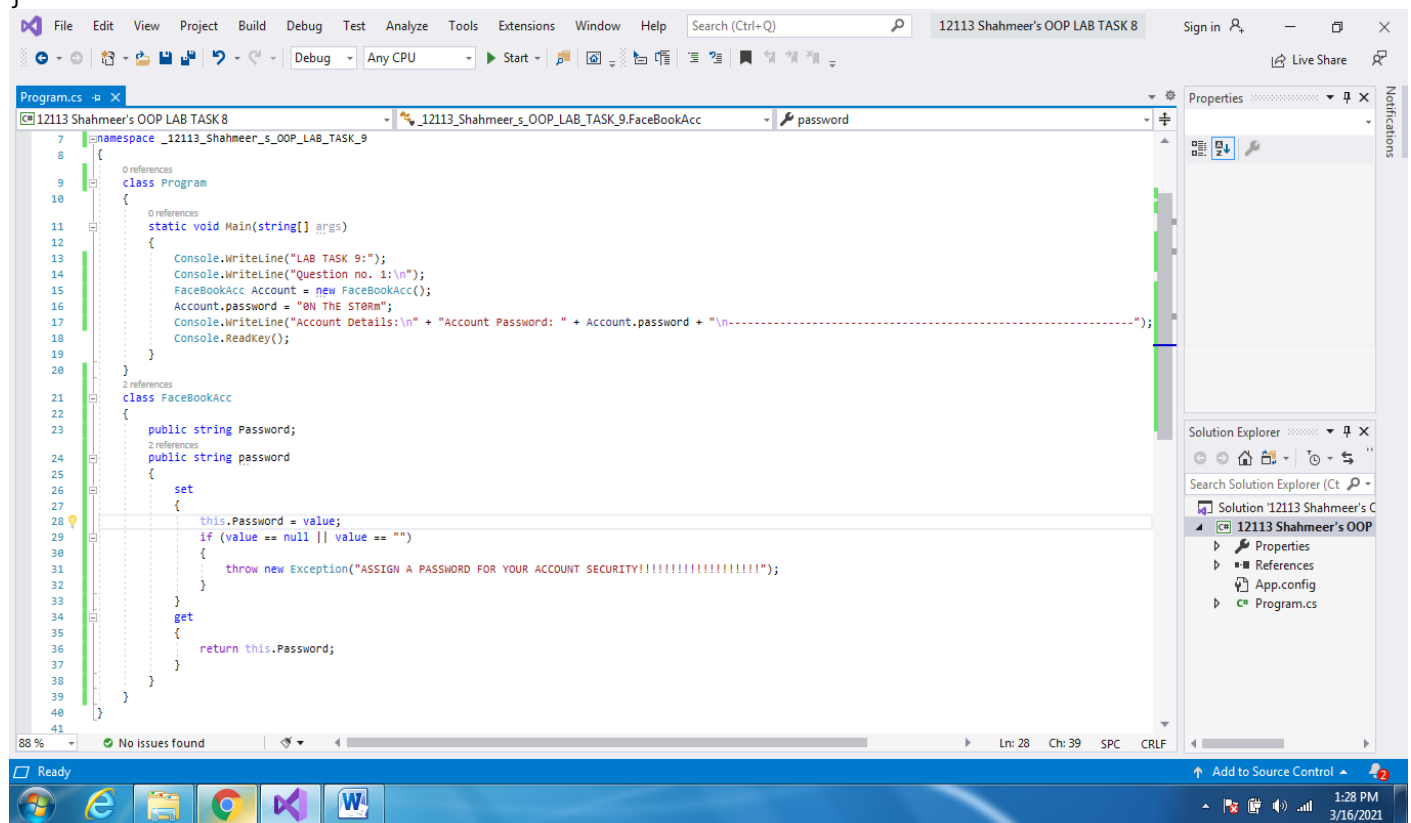 }
File Edit View Project Build Debug Test Analyze Tools Extensions Window Help Search (Ctrl+Q) 12113 Shahmeer's OOP LAB TASK 8 Sign in
Debug Any CPU Start Live Share
Program.cs
12113 Shahmeer's OOP LAB TASK 8 _12113_Shahmeer_s_OOP_LAB_TASK_9.FaceBookAcc password
7 namespace _12113_Shahmeer_s_OOP_LAB_TASK_9
8 {
0 references
9 class Program
10 {
0 references
11 static void Main(string[] args)
12 {
13 Console.WriteLine("LAB TASK 9:");
14 Console.WriteLine("Question no. 1:\n");
15 FaceBookAcc Account = new FaceBookAcc();
16 Account.password = "0N ThE ST0Rm";
17 Console.WriteLine("Account Details:\n" + "Account Password: " + Account.password + "\n---------------------------------------------------------------");
18 Console.ReadKey();
19 }
20 }
2 references
21 class FaceBookAcc
22 {
23 public string Password;
2 references
24 public string password
25 {
26 set
27 {
28 this.Password = value;
29 if (value == null || value == "")
30 {
31 throw new Exception("ASSIGN A PASSWORD FOR YOUR ACCOUNT SECURITY!!!!!!!!!!!!!!!!!!!");
32 }
33 }
34 get
35 {
36 return this.Password;
37 }
38 }
39 }
40 }
41
88 % No issues found Ln: 28 Ch: 39 SPC CRLF
Properties
Notifications
Solution Explorer
Search Solution Explorer (Ct
Solution '12113 Shahmeer's C
12113 Shahmeer's OOP
Properties
References
App.config
Program.cs
Ready Add to Source Control 2
1:28 PM
3/16/2021